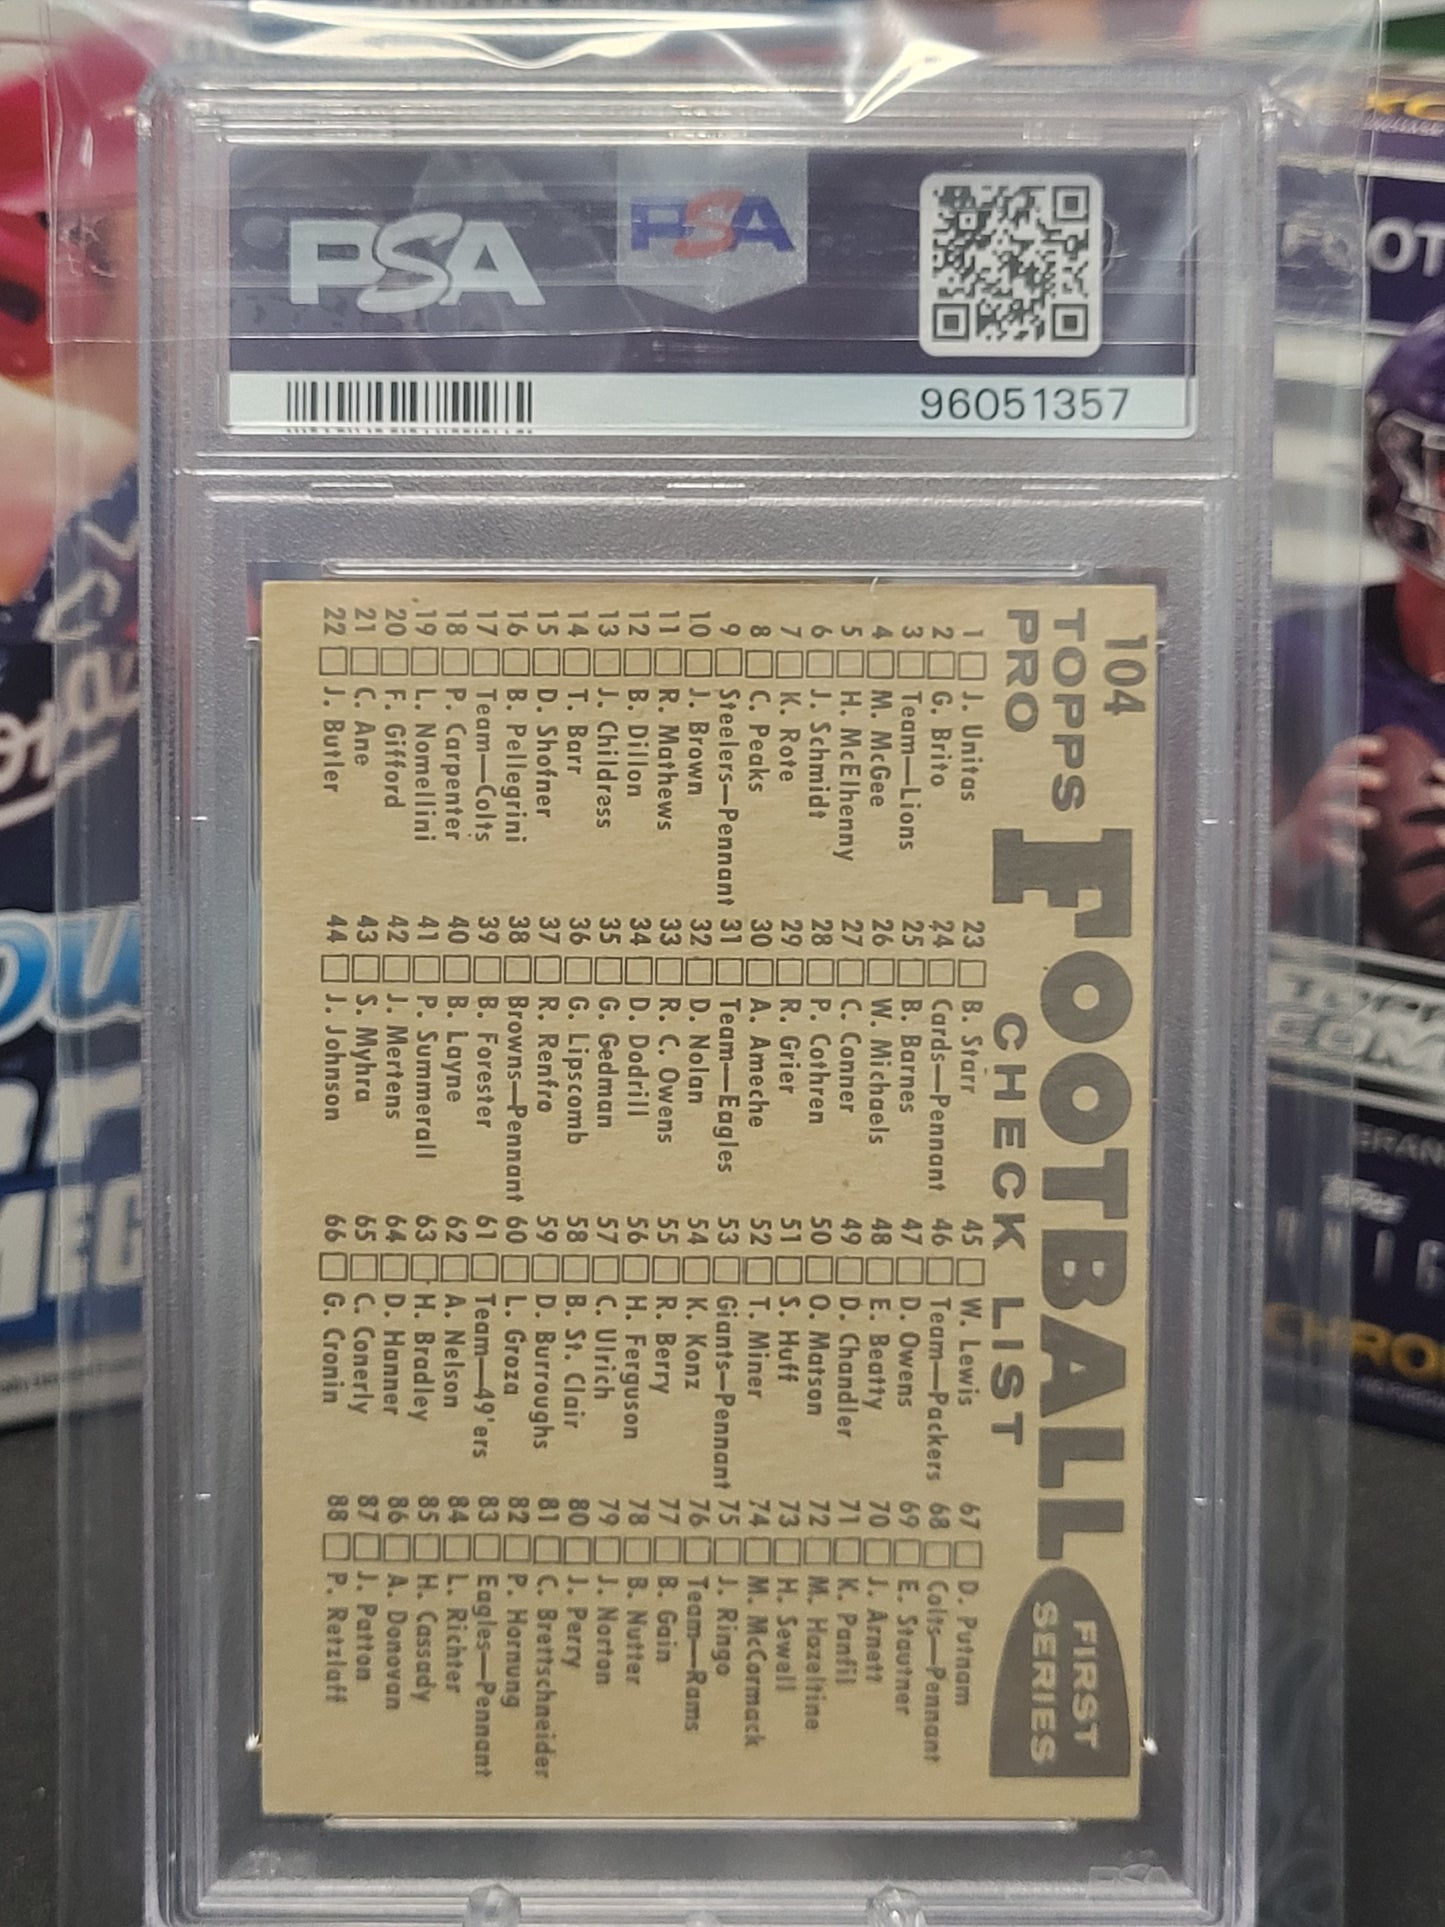 PSA
PSA
96051357
104
TOPPS FOOTBALL
PRO CHECK LIST
FIRST
SERIES
1 J. Unitas
2 G. Brito
3 Team—Lions
4 M. McGee
5 H. McElhenny
6 J. Schmidt
7 K. Rote
8 C. Peaks
9 Steelers—Pennant
10 J. Brown
11 R. Mathews
12 B. Dillon
13 J. Childress
14 T. Barr
15 D. Shofner
16 B. Pellegrini
17 Team—Colts
18 P. Carpenter
19 L. Nomellini
20 F. Gifford
21 C. Ane
22 J. Butler
23 B. Starr
24 Cards—Pennant
25 B. Barnes
26 W. Michaels
27 C. Conner
28 P. Cothren
29 R. Grier
30 A. Ameche
31 Team—Eagles
32 D. Nolan
33 R. C. Owens
34 D. Dodrill
35 G. Gedman
36 G. Lipscomb
37 R. Renfro
38 Browns—Pennant
39 B. Forester
40 B. Layne
41 P. Summerall
42 J. Mertens
43 S. Myhra
44 J. Johnson
45 W. Lewis
46 Team—Packers
47 D. Owens
48 E. Beatty
49 D. Chandler
50 O. Matson
51 S. Huff
52 T. Miner
53 Giants—Pennant
54 K. Konz
55 R. Berry
56 H. Ferguson
57 C. Ulrich
58 B. St. Clair
59 D. Burroughs
60 L. Groza
61 Team—49'ers
62 A. Nelson
63 H. Bradley
64 D. Hanner
65 C. Conerly
66 G. Cronin
67 D. Putnam
68 Colts—Pennant
69 E. Stautner
70 J. Arnett
71 K. Panfil
72 M. Hazeltine
73 H. Sewell
74 M. McCormack
75 J. Ringo
76 Team—Rams
77 B. Gain
78 B. Nutter
79 J. Norton
80 J. Perry
81 C. Brettschneider
82 P. Hornung
83 Eagles—Pennant
84 L. Richter
85 H. Cassady
86 A. Donovan
87 J. Patton
88 P. Retzlaff